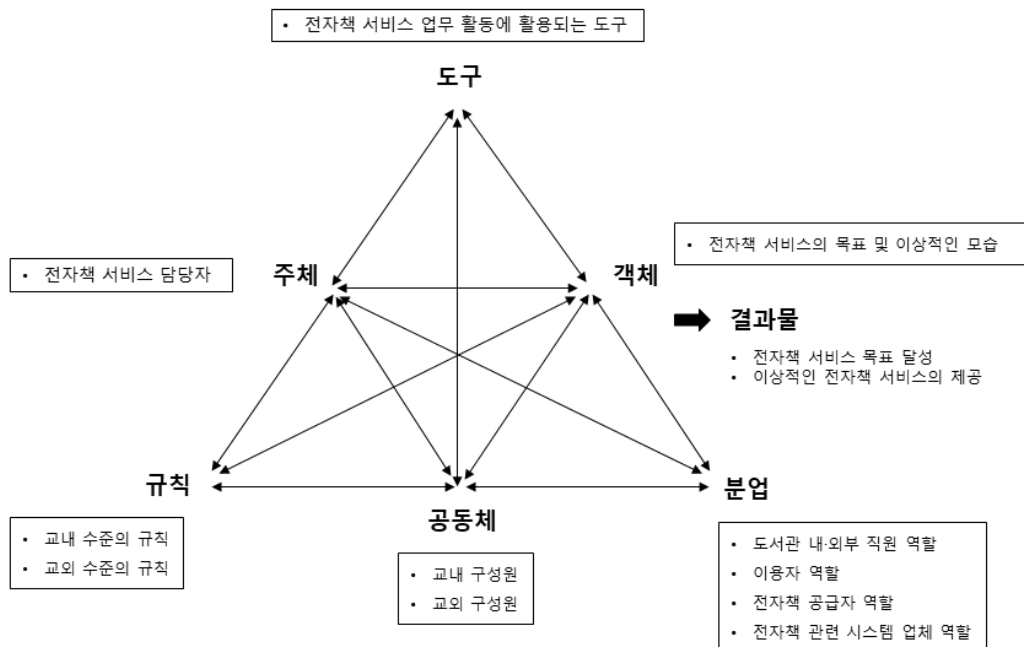 • 전자책 서비스 업무 활동에 활용되는 도구
도구
• 전자책 서비스의 목표 및 이상적인 모습
• 전자책 서비스 담당자
주체
객체
결과물
• 전자책 서비스 목표 달성
• 이상적인 전자책 서비스의 제공
규칙
공동체
분업
• 교내 수준의 규칙
• 교외 수준의 규칙
• 교내 구성원
• 교외 구성원
• 도서관 내·외부 직원 역할
• 이용자 역할
• 전자책 공급자 역할
• 전자책 관련 시스템 업체 역할